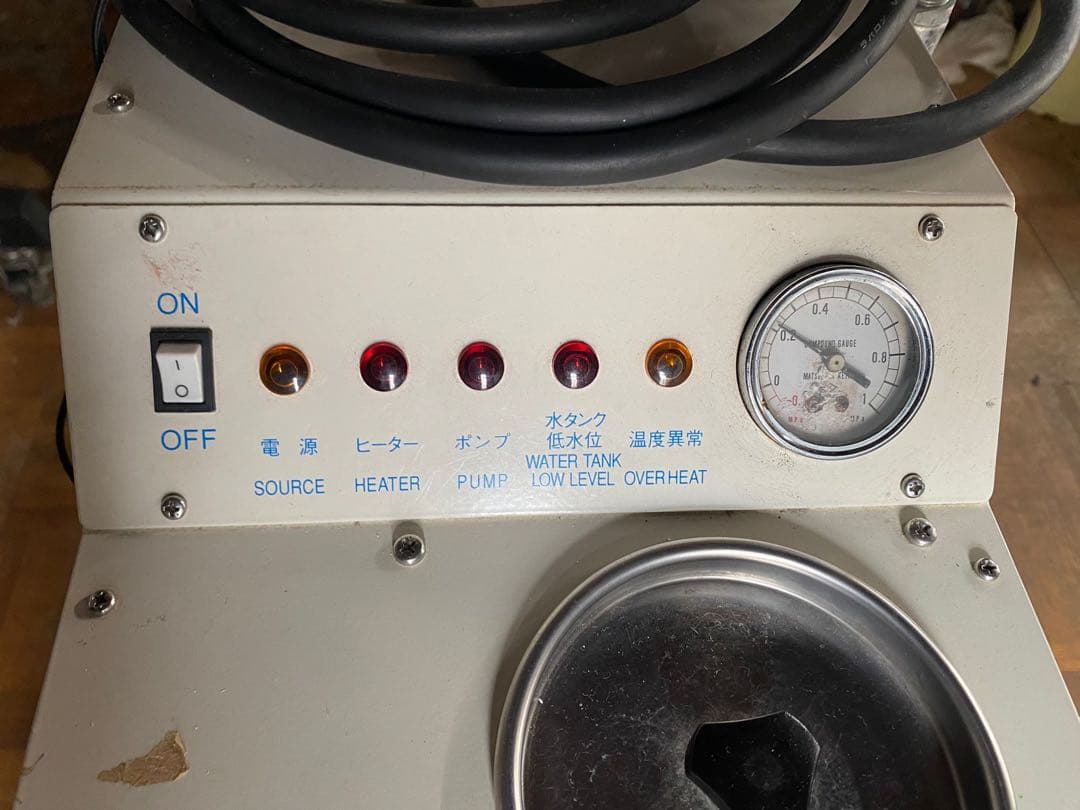 ON
I
O
OFF
電 源
SOURCE
ヒーター
HEATER
ポンプ
PUMP
水タンク
低水位
WATER TANK
LOW LEVEL
温度異常
OVERHEAT
0
0.2
0.4
0.6
0.8
1
COMPOUND GAUGE
MPa